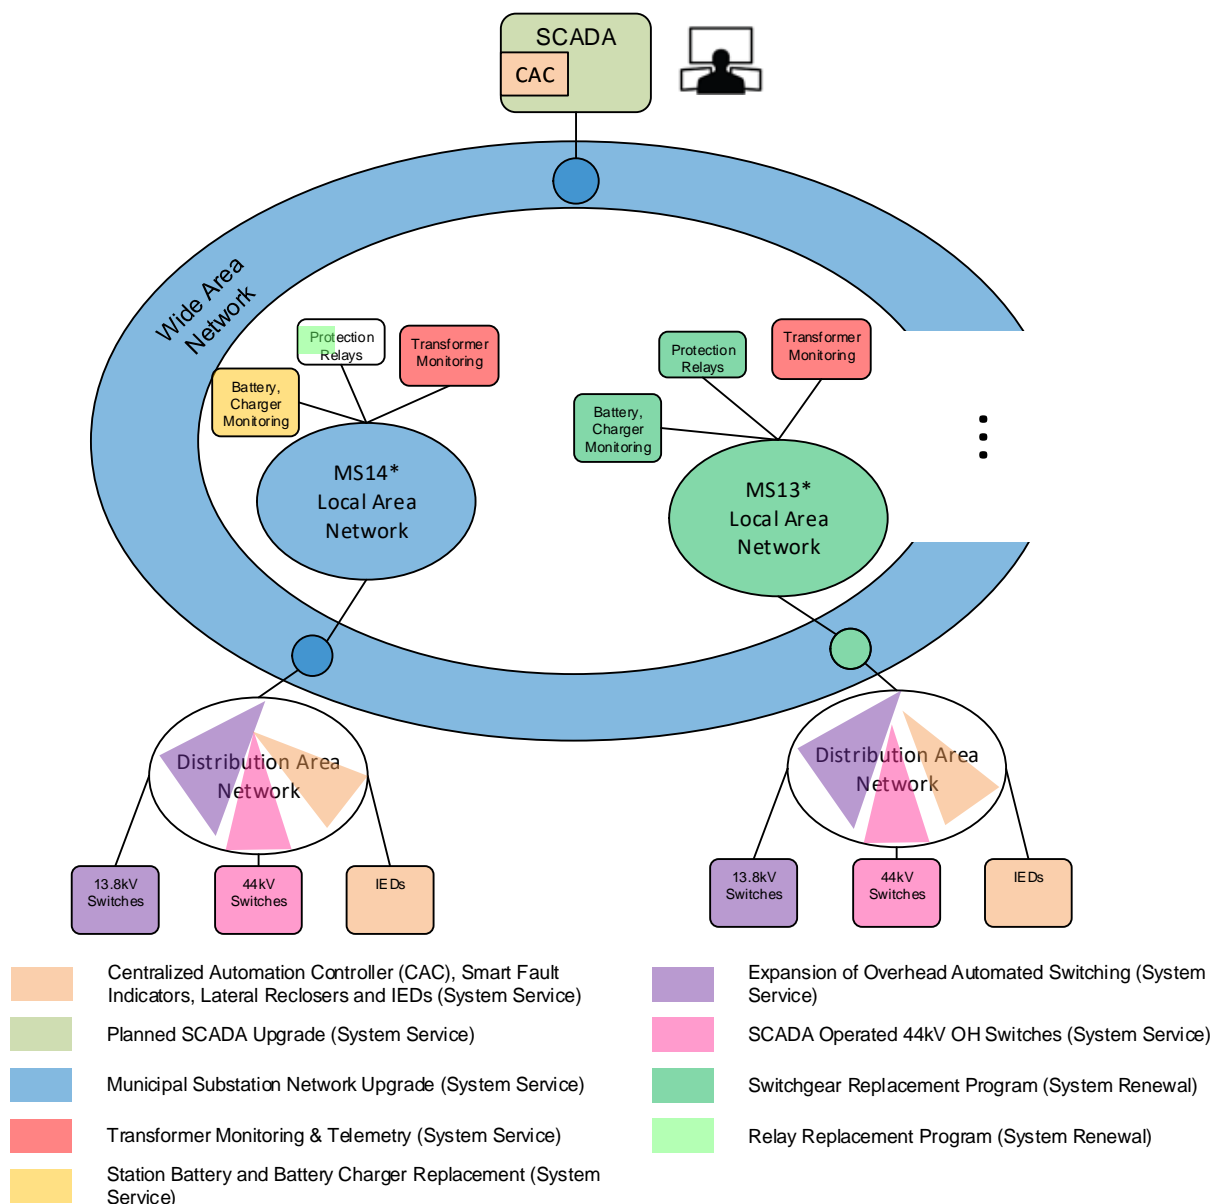 SCADA
CAC
Wide Area
Network
Protection
Relays
Transformer
Monitoring
Battery,
Charger
Monitoring
MS14*
Local Area
Network
Protection
Relays
Transformer
Monitoring
Battery,
Charger
Monitoring
MS13*
Local Area
Network
Distribution Area
Network
13.8kV
Switches
44kV
Switches
IEDs
Distribution Area
Network
13.8kV
Switches
44kV
Switches
IEDs
Centralized Automation Controller (CAC), Smart Fault
Indicators, Lateral Reclosers and IEDs (System Service)
Planned SCADA Upgrade (System Service)
Municipal Substation Network Upgrade (System Service)
Transformer Monitoring & Telemetry (System Service)
Station Battery and Battery Charger Replacement (System
Service)
Expansion of Overhead Automated Switching (System
Service)
SCADA Operated 44kV OH Switches (System Service)
Switchgear Replacement Program (System Renewal)
Relay Replacement Program (System Renewal)